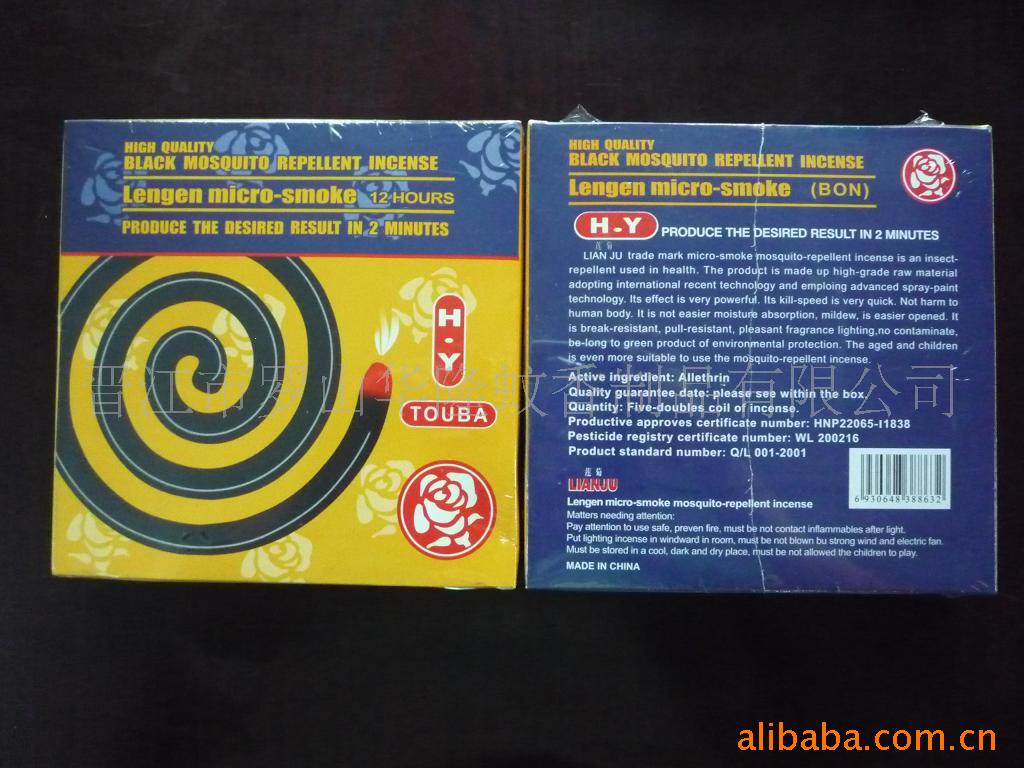 HIGH QUALITY
BLACK MOSQUITO REPELLENT INCENSE
Lengen micro-smoke 12 HOURS
PRODUCE THE DESIRED RESULT IN 2 MINUTES
H.Y
TOUBA
HIGH QUALITY
BLACK MOSQUITO REPELLENT INCENSE
Lengen micro-smoke (BON)
H.Y PRODUCE THE DESIRED RESULT IN 2 MINUTES
莲菊
LIAN JU trade mark micro-smoke mosquito-repellent incense is an insect-
repellent used in health. The product is made up high-grade raw material
adopting international recent technology and emploing advanced spray-paint
technology. Its effect is very powerful. Its kill-speed is very quick. Not harm to
human body. It is not easier moisture absorption, mildew, is easier opened. It
is break-resistant, pull-resistant, pleasant fragrance lighting,no contaminate,
be-long to green product of environmental protection. The aged and children
is even more suitable to use the mosquito-repellent incense.
Active ingredient: Allethrin
Quality guarantee date: please see within the box.
Quantity: Five-doubles coil of incense.
Productive approves certificate number: HNP22065-I1838
Pesticide registry certificate number: WL 200216
Product standard number: Q/L 001-2001
莲菊
LIANJU
Lengen micro-smoke mosquito-repellent incense
Matters needing attention:
Pay attention to use safe, preven fire, must be not contact inflammables after light.
Put lighting incense in windward in room, must be not blown bu strong wind and electric fan.
Must be stored in a cool, dark and dry place, must be not allowed the children to play.
MADE IN CHINA
6930648388632
晋江市罗山华隆蚊香制品有限公司
alibaba.com.cn